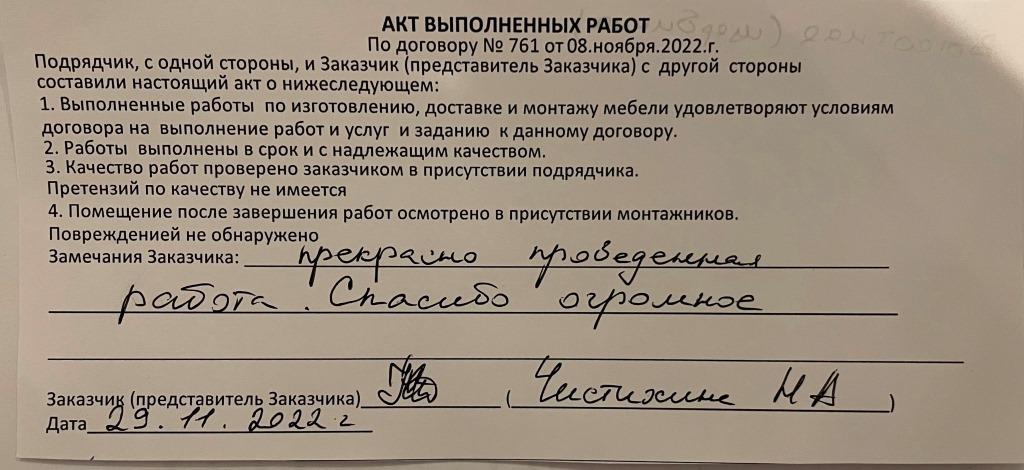 АКТ ВЫПОЛНЕННЫХ РАБОТ
По договору № 761 от 08.ноября.2022.г.
Подрядчик, с одной стороны, и Заказчик (представитель Заказчика) с другой стороны
составили настоящий акт о нижеследующем:
1. Выполненные работы по изготовлению, доставке и монтажу мебели удовлетворяют условиям
договора на выполнение работ и услуг и заданию к данному договору.
2. Работы выполнены в срок и с надлежащим качеством.
3. Качество работ проверено заказчиком в присутствии подрядчика.
Претензий по качеству не имеется
4. Помещение после завершения работ осмотрено в присутствии монтажников.
Поврежденией не обнаружено
Замечания Заказчика: прекрасно проведенная
работа. Спасибо огромное
Заказчик (представитель Заказчика) ( Чистихина Н А )
Дата 29.11.2022 г